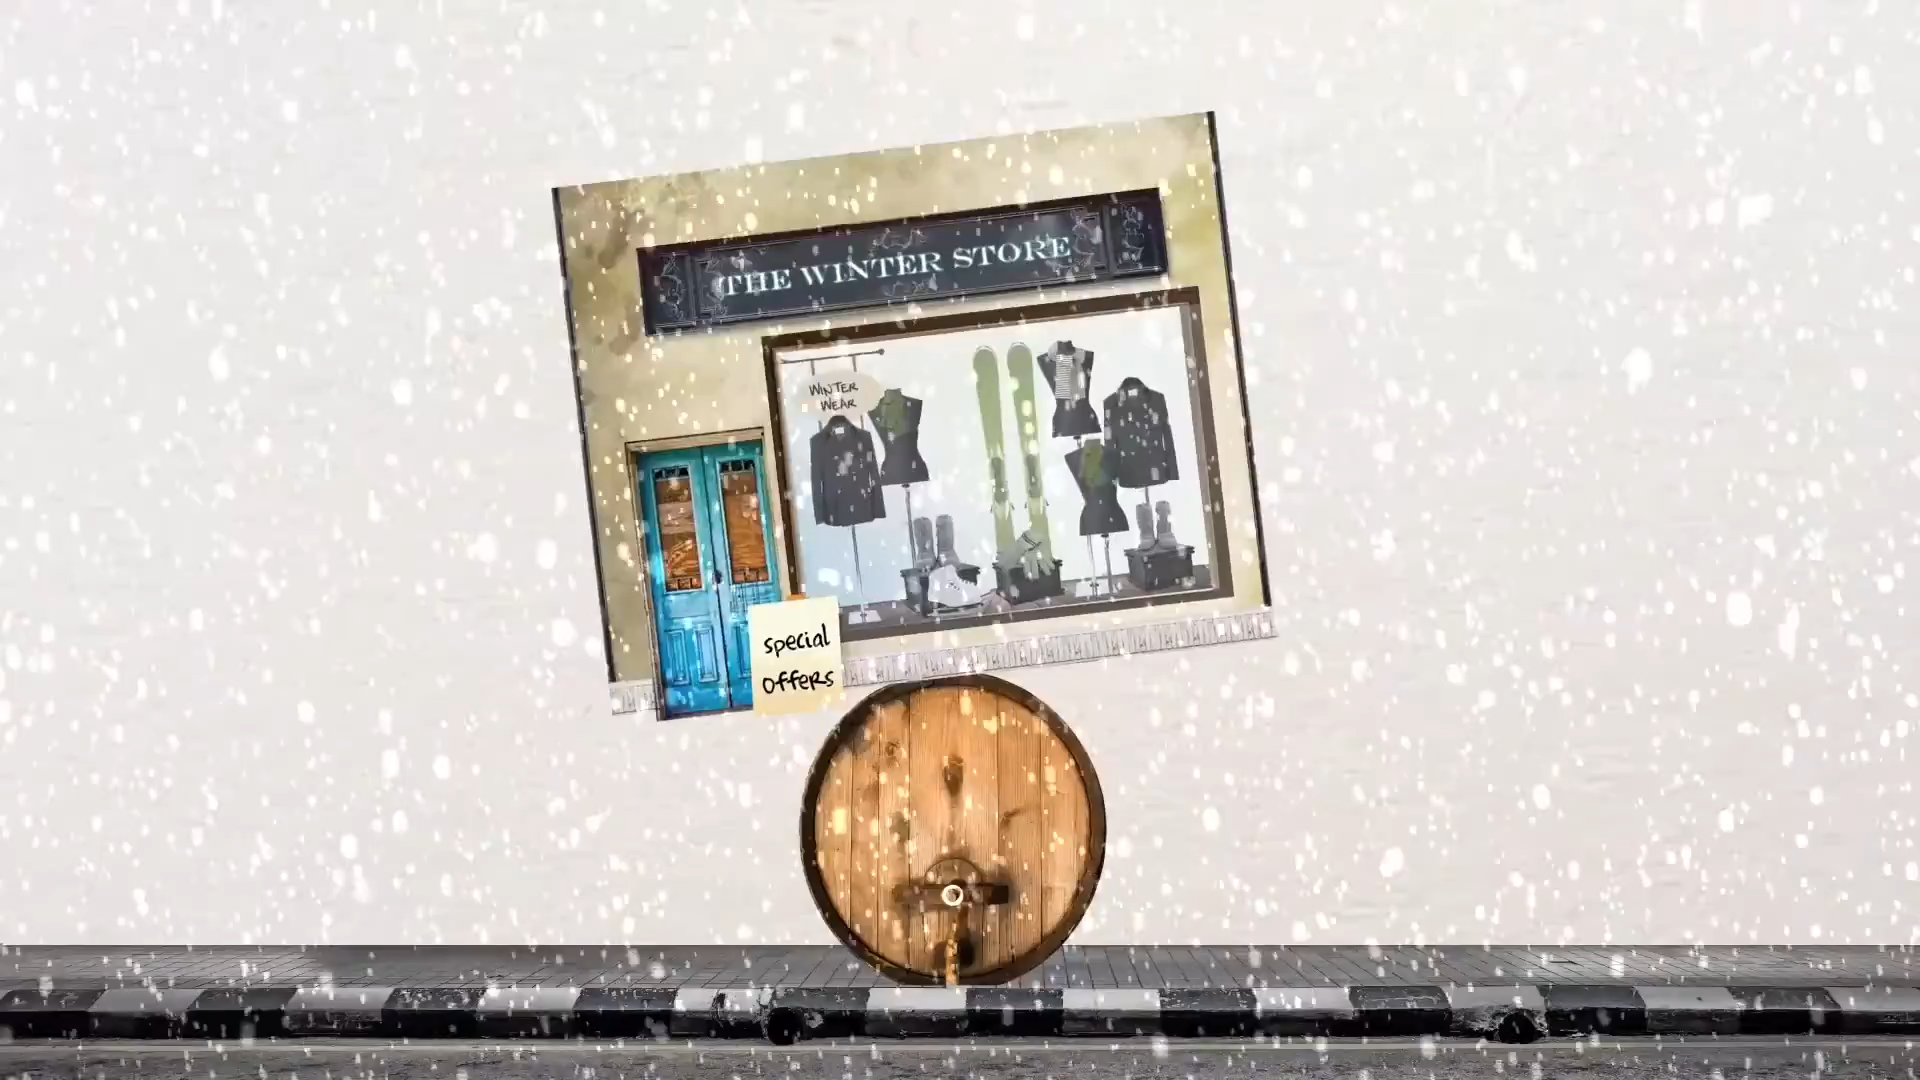 THE WINTER STORE
WINTER
WEAR
special
offers